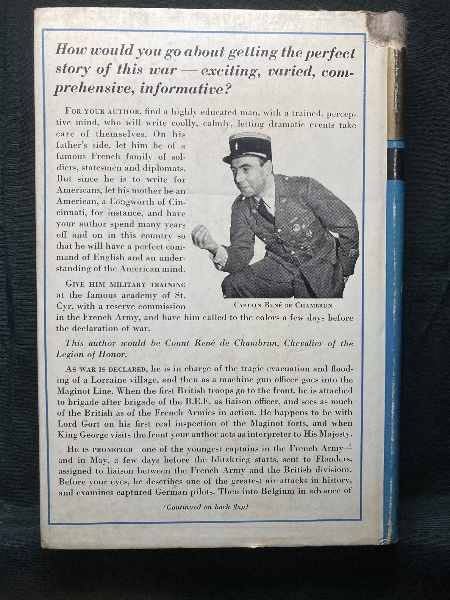 How would you go about getting the perfect
story of this war — exciting, varied, com-
prehensive, informative?
FOR YOUR AUTHOR, find a highly educated man, with a trained, percep-
tive mind, who will write coolly, calmly, letting dramatic events take
care of themselves. On his
father's side, let him be of a
famous French family of sol-
diers, statesmen and diplomats.
But since he is to write for
Americans, let his mother be an
American, a Longworth of Cin-
cinnati, for instance, and have
your author spend many years
off and on in this country so
that he will have a perfect com-
mand of English and an under-
standing of the American mind.
GIVE HIM MILITARY TRAINING
at the famous academy of St.
Cyr, with a reserve commission
CAPTAIN RENÉ DE CHAMBRUN
in the French Army, and have him called to the colors a few days before
the declaration of war.
This author would be Count René de Chambrun, Chevalier of the
Legion of Honor.
AS WAR IS DECLARED, he is in charge of the tragic evacuation and flood-
ing of a Lorraine village, and then as a machine gun officer goes into the
Maginot Line. When the first British troops go to the front, he is attached
to brigade after brigade of the B.E.F. as liaison officer, and sees as much
of the British as of the French Armies in action. He happens to be with
Lord Gort on his first real inspection of the Maginot forts, and when
King George visits the front your author acts as interpreter to His Majesty.
HE IS PROMOTED—one of the youngest captains in the French Army—
and in May, a few days before the blitzkrieg starts, sent to Flanders,
assigned to liaison between the French Army and the British divisions.
Before your eyes, he describes one of the greatest air attacks in history,
and examines captured German pilots. Then into Belgium in advance of
(Continued on back flap)